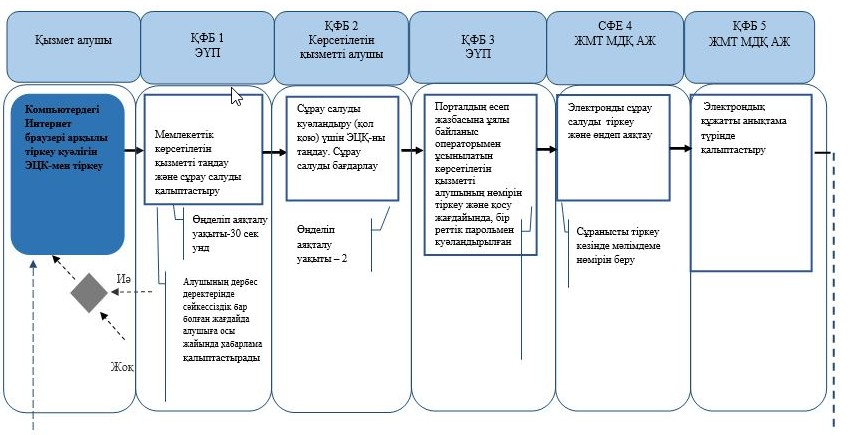 Қызмет алушы
ҚФБ 1
ЭҮП
ҚФБ 2
Көрсетілетін
қызметті алушы
ҚФБ 3
ЭҮП
СФЕ 4
ЖМТ МДҚ АЖ
ҚФБ 5
ЖМТ МДҚ АЖ
Компьютердегі
Интернет
браузері арқылы
тіркеу куәлігін
ЭЦК-мен тіркеу
Мемлекеттік
көрсетілетін
қызметті таңдау
және сұрау салуды
қалыптастыру
Сұрау салуды
куәландыру (қол
қою) үшін ЭЦҚ-ны
таңдау. Сұрау
салуды бағдарлау
Порталдың есеп
жазбасына ұялы
байланыс
операторымен
ұсынылатын
көрсетілетін
қызметті
алушының нөмірін
тіркеу және қосу
жағдайында, бір
реттік парольмен
куәландырылған
Электронды сұрау
салуды тіркеу
және өңдеп аяқтау
Электрондық
құжатты анықтама
түрінде
қалыптастыру
Өңделіп аяқталу
уақыты-30 сек
унд
Өңделіп
аяқталу
уақыты – 2
Сұранысты тіркеу
кезінде мәлімдеме
нөмірін беру
Иә
Алушының дербес
деректерінде
сәйкессіздік бар
болған жағдайда
алушыға осы
жайында хабарлама
қалыптастырады
Жоқ